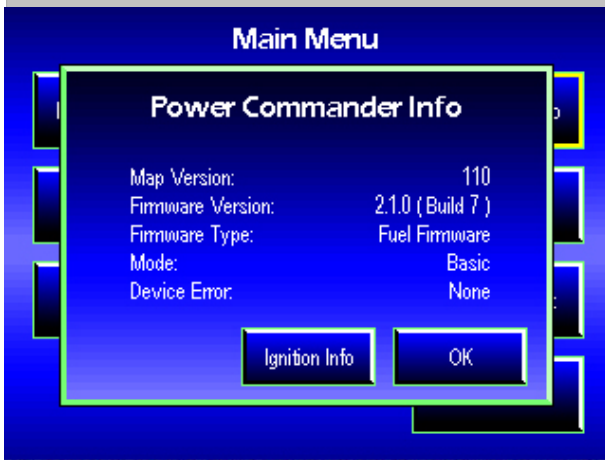 Main Menu
Power Commander Info
Map Version: 110
Firmware Version: 2.1.0 ( Build 7 )
Firmware Type: Fuel Firmware
Mode: Basic
Device Error: None
Ignition Info OK